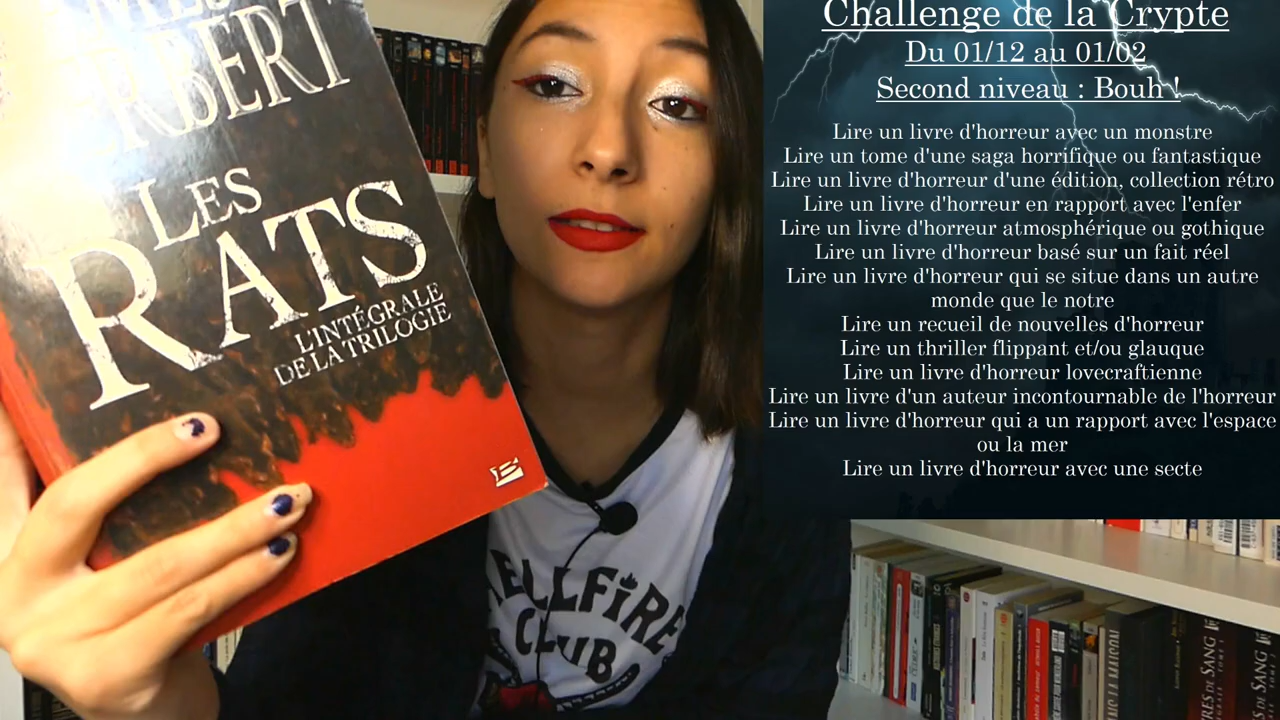 ERBERT
LES
RATS
L'INTÉGRALE
DE LA TRILOGIE
HELLFIRE
CLUB
Challenge de la Crypte
Du 01/12 au 01/02
Second niveau : Bouh !
Lire un livre d'horreur avec un monstre
Lire un tome d'une saga horrifique ou fantastique
Lire un livre d'horreur d'une édition, collection rétro
Lire un livre d'horreur en rapport avec l'enfer
Lire un livre d'horreur atmosphérique ou gothique
Lire un livre d'horreur basé sur un fait réel
Lire un livre d'horreur qui se situe dans un autre
monde que le notre
Lire un recueil de nouvelles d'horreur
Lire un thriller flippant et/ou glauque
Lire un livre d'horreur lovecraftienne
Lire un livre d'un auteur incontournable de l'horreur
Lire un livre d'horreur qui a un rapport avec l'espace
ou la mer
Lire un livre d'horreur avec une secte